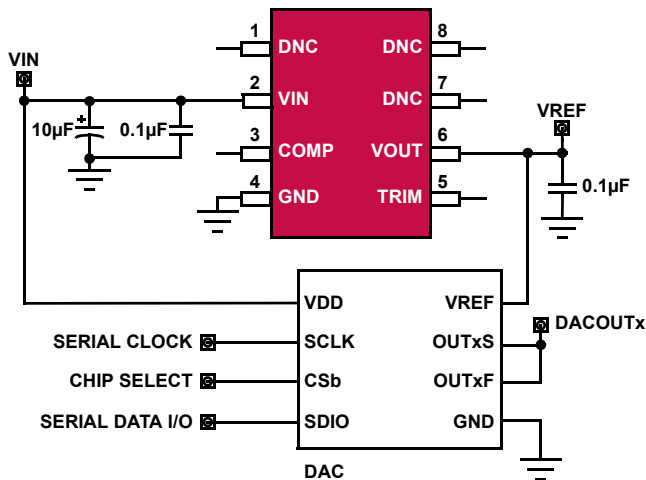 1 DNC DNC 8
VIN
2 VIN DNC 7
VREF
10µF + 0.1µF
3 COMP VOUT 6
4 GND TRIM 5
0.1µF
VDD VREF
DACOUTx
SERIAL CLOCK SCLK OUTxS
CHIP SELECT CSb OUTxF
SERIAL DATA I/O SDIO GND
DAC